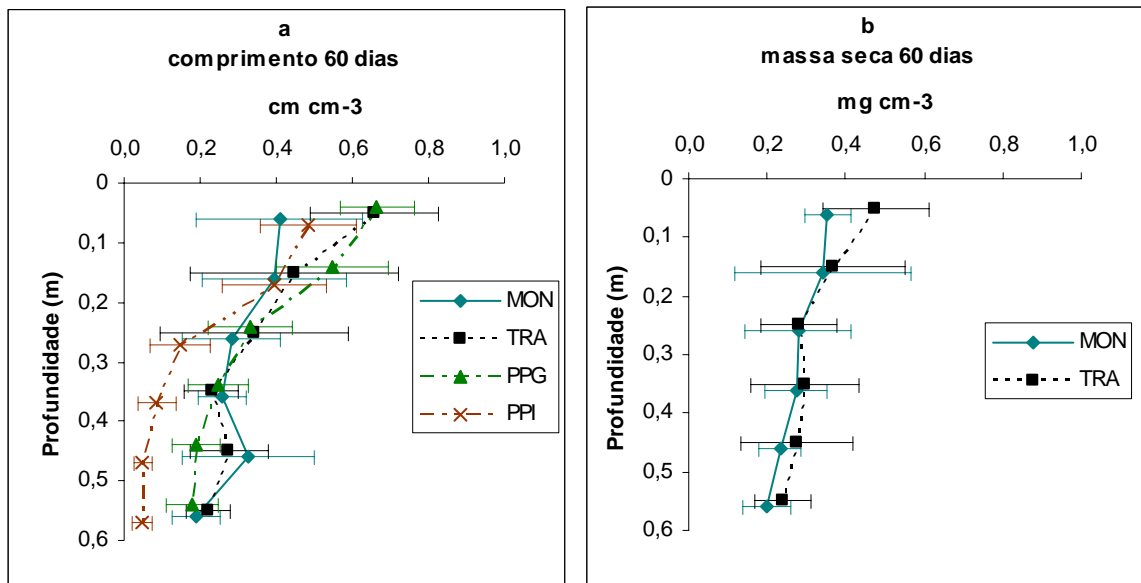 a
comprimento 60 dias
cm cm-3
0,0 0,2 0,4 0,6 0,8 1,0
0
0,1
0,2
0,3
0,4
0,5
0,6
Profundidade (m)
MON
TRA
PPG
PPI
b
massa seca 60 dias
mg cm-3
0,0 0,2 0,4 0,6 0,8 1,0
0
0,1
0,2
0,3
0,4
0,5
0,6
Profundidade (m)
MON
TRA